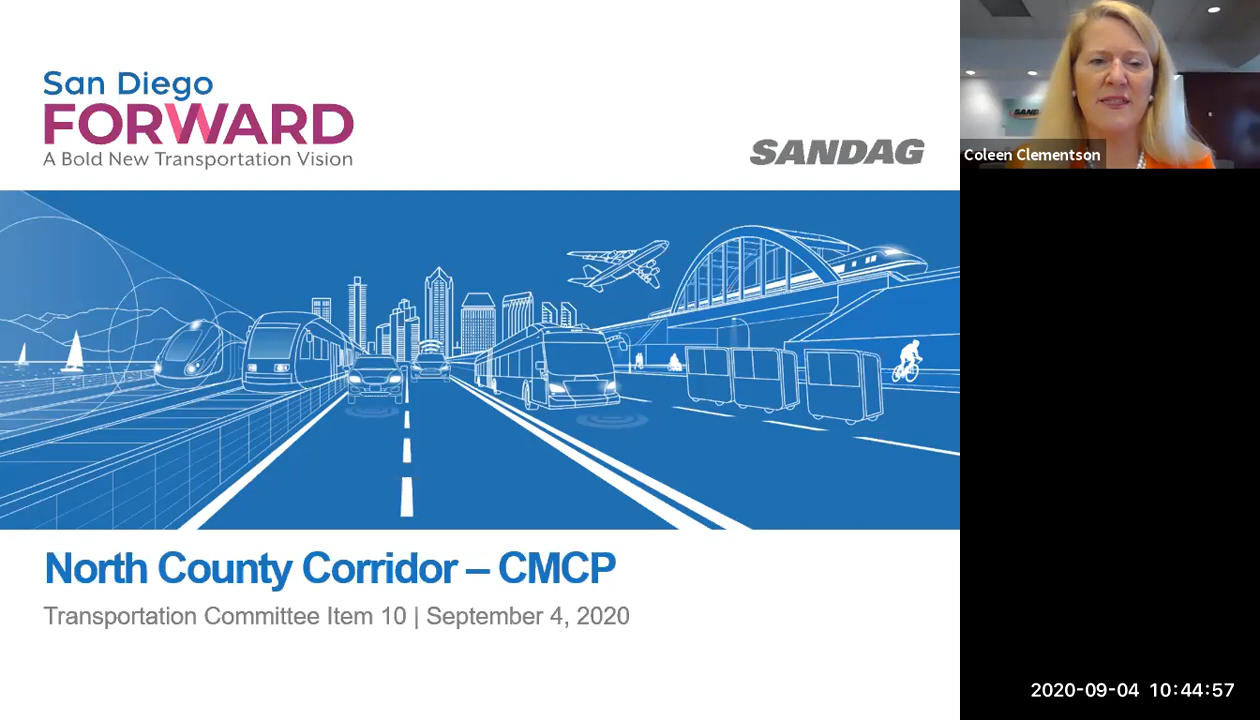 San Diego
FORWARD
A Bold New Transportation Vision
SANDAG
North County Corridor – CMCP
Transportation Committee Item 10 | September 4, 2020
Coleen Clementson
2020-09-04 10:44:57